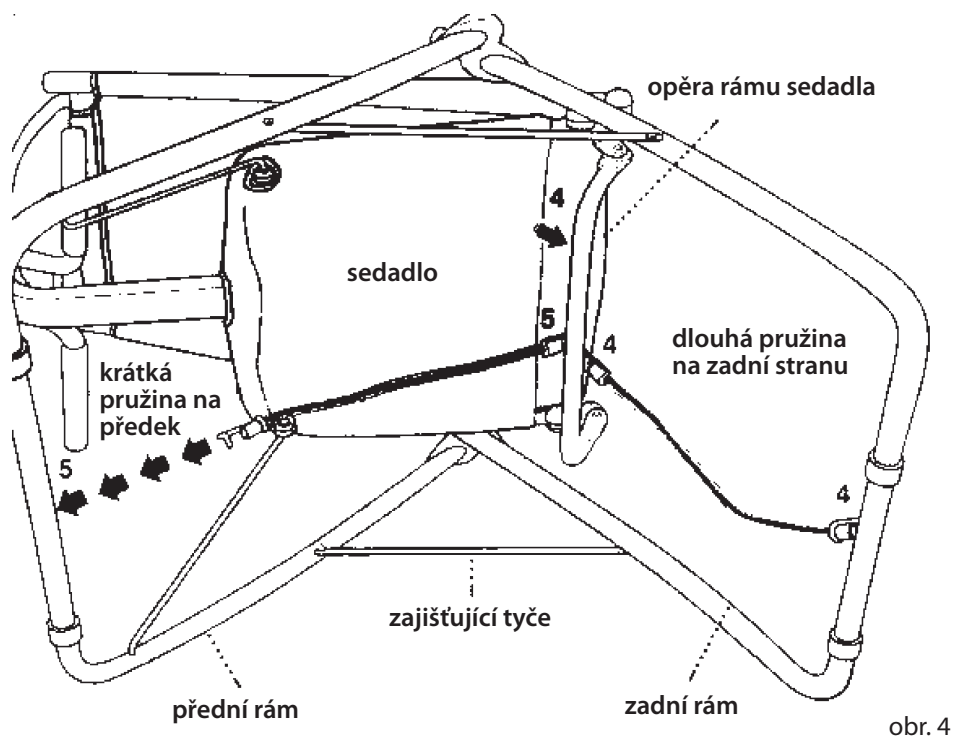 opěra rámu sedadla
4
sedadlo
5
4
dlouhá pružina
na zadní stranu
krátká
pružina na
předek
5
4
zajišťující tyče
přední rám
zadní rám
obr. 4